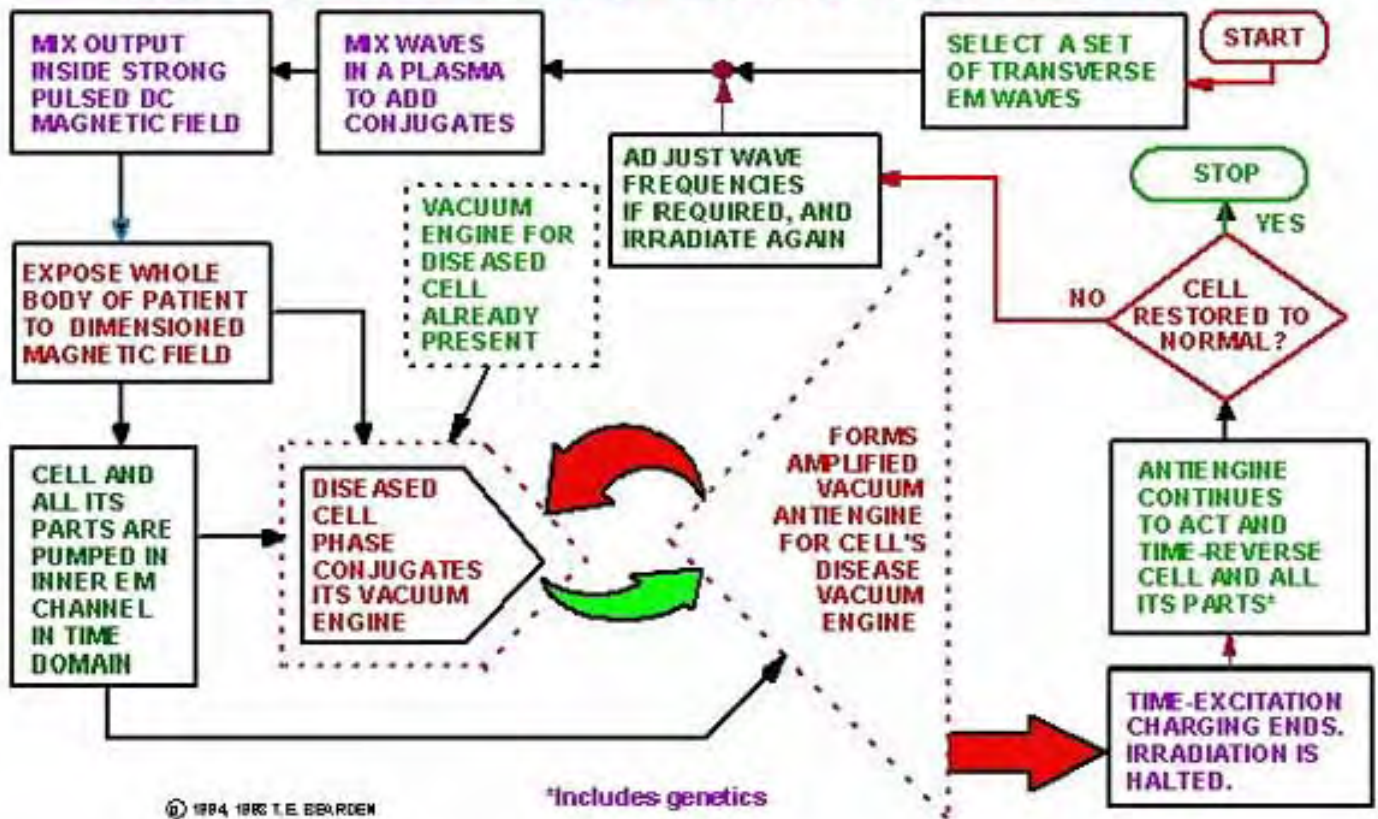 START
SELECT A SET
OF TRANSVERSE
EM WAVES
MIX WAVES
IN A PLASMA
TO ADD
CONJUGATES
MIX OUTPUT
INSIDE STRONG
PULSED DC
MAGNETIC FIELD
EXPOSE WHOLE
BODY OF PATIENT
TO DIMENSIONED
MAGNETIC FIELD
CELL AND
ALL ITS
PARTS ARE
PUMPED IN
INNER EM
CHANNEL
IN TIME
DOMAIN
VACUUM
ENGINE FOR
DISEASED
CELL
ALREADY
PRESENT
DISEASED
CELL
PHASE
CONJUGATES
ITS VACUUM
ENGINE
FORMS
AMPLIFIED
VACUUM
ANTIENGINE
FOR CELL'S
DISEASE
VACUUM
ENGINE
TIME-EXCITATION
CHARGING ENDS.
IRRADIATION IS
HALTED.
ANTIENGINE
CONTINUES
TO ACT AND
TIME-REVERSE
CELL AND ALL
ITS PARTS*
CELL
RESTORED TO
NORMAL?
YES
STOP
NO
ADJUST WAVE
FREQUENCIES
IF REQUIRED, AND
IRRADIATE AGAIN
*Includes genetics
T.E. BEARDEN